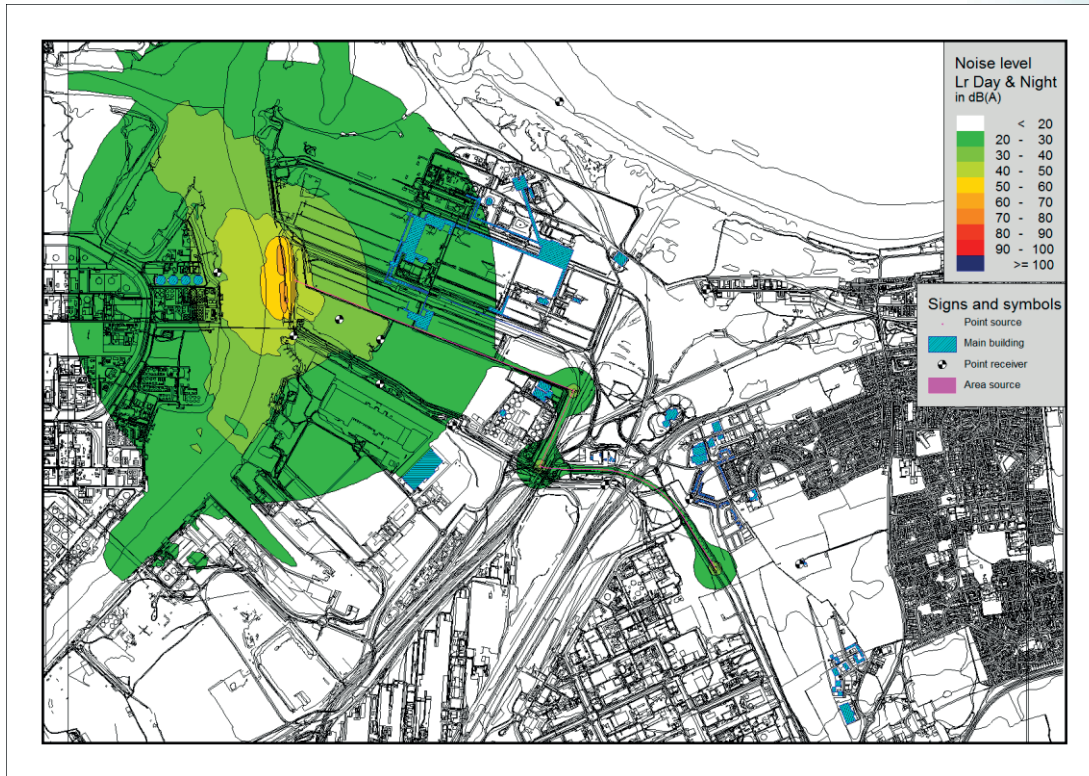 Noise level
Lr Day & Night
in dB(A)
< 20
20 - 30
30 - 40
40 - 50
50 - 60
60 - 70
70 - 80
80 - 90
90 - 100
>= 100
Signs and symbols
Point source
Main building
Point receiver
Area source